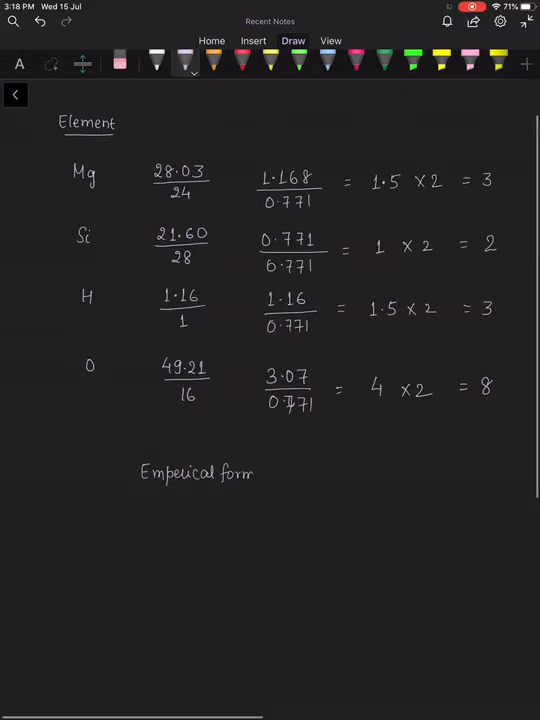 3:18 PM Wed 15 Jul
71%
Recent Notes
Home Insert Draw View
A
Element
Mg 28.03/24 1.168/0.771 = 1.5 × 2 = 3
Si 21.60/28 0.771/0.771 = 1 × 2 = 2
H 1.16/1 1.16/0.771 = 1.5 × 2 = 3
O 49.21/16 3.07/0.771 = 4 × 2 = 8
Emperical form